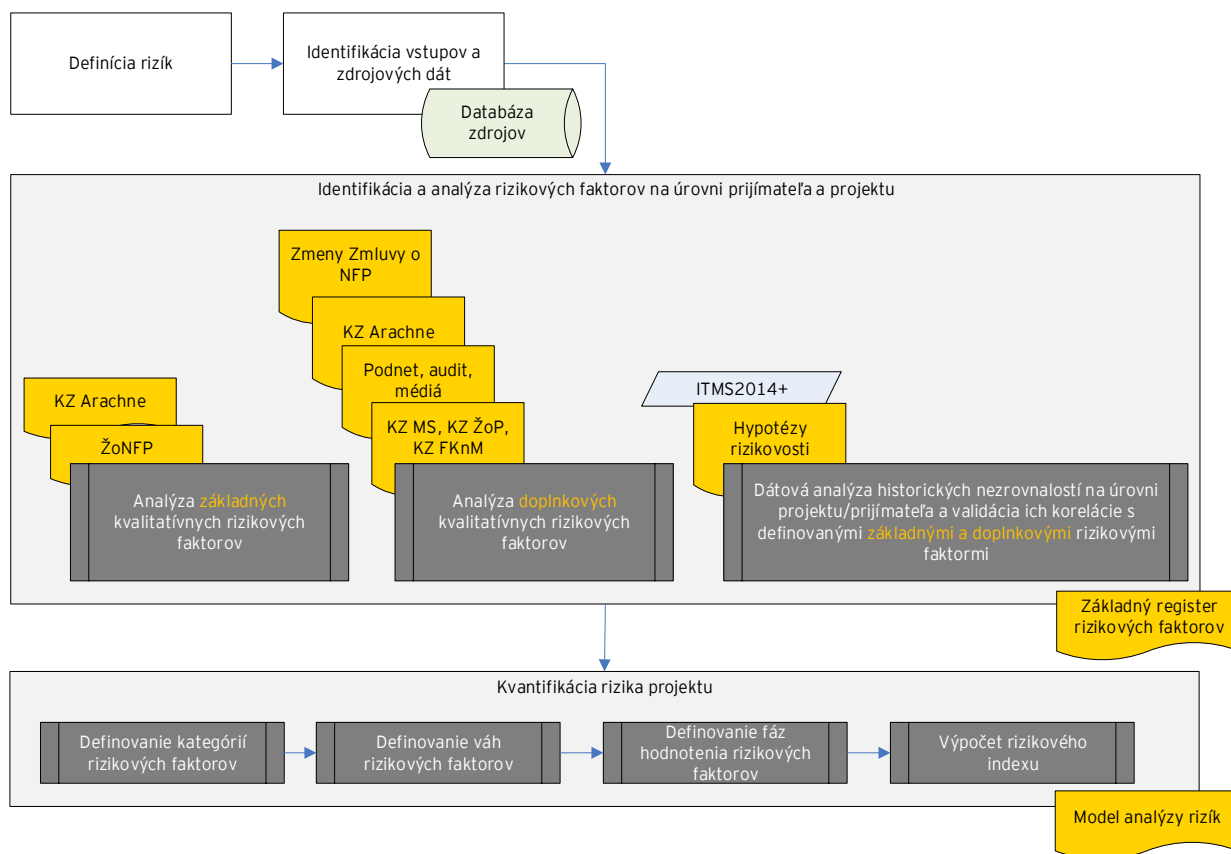 Definícia rizík
Identifikácia vstupov a
zdrojových dát
Databáza
zdrojov
Identifikácia a analýza rizikových faktorov na úrovni prijímateľa a projektu
KZ Arachne
ŽoNFP
Analýza základných
kvalitatívnych rizikových
faktorov
Zmeny Zmluvy o
NFP
KZ Arachne
Podnet, audit,
médiá
KZ MS, KZ ŽoP,
KZ FKnM
Analýza doplnkových
kvalitatívnych rizikových
faktorov
ITMS2014+
Hypotézy
rizikovosti
Dátová analýza historických nezrovnalostí na úrovni
projektu/prijímateľa a validácia ich korelácie s
definovanými základnými a doplnkovými rizikovými
faktormi
Základný register
rizikových faktorov
Kvantifikácia rizika projektu
Definovanie kategórií
rizikových faktorov
Definovanie váh
rizikových faktorov
Definovanie fáz
hodnotenia rizikových
faktorov
Výpočet rizikového
indexu
Model analýzy rizík